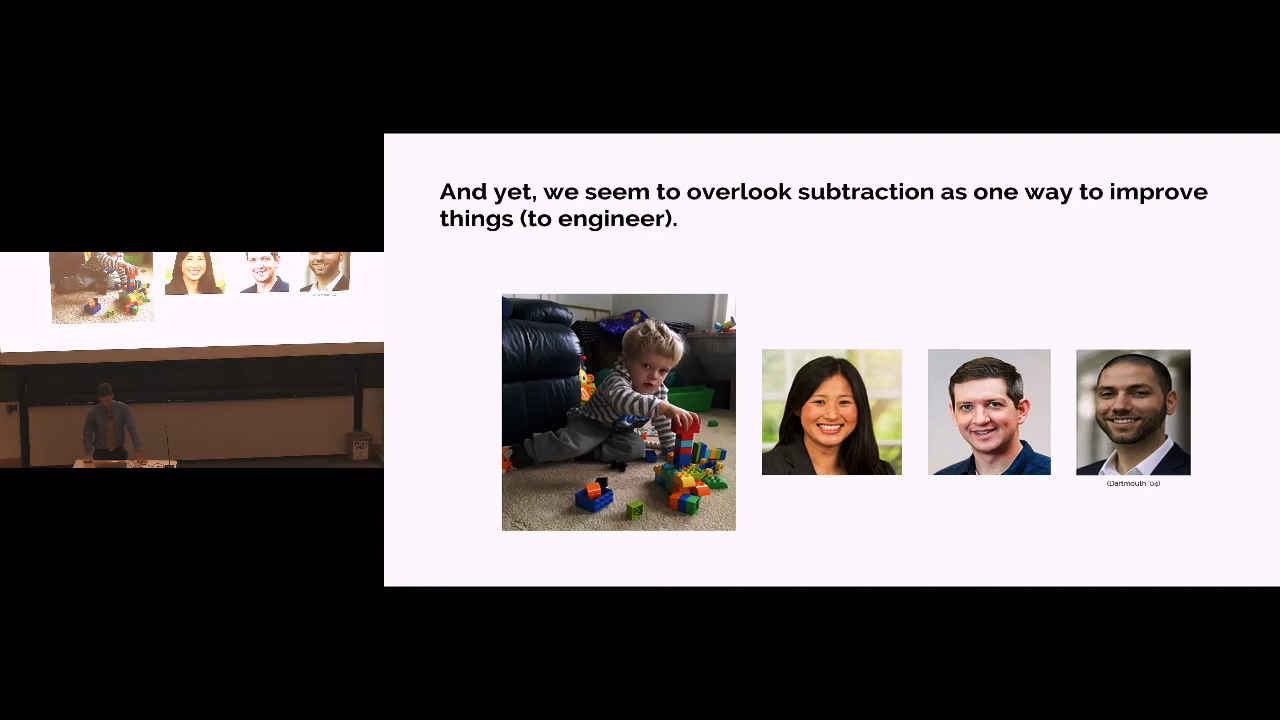 And yet, we seem to overlook subtraction as one way to improve
things (to engineer).
(Dartmouth '04)